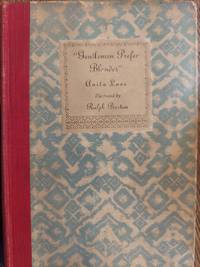 "Gentlemen Prefer
Blondes"
Anita Loos
Illustrated by
Ralph Barton